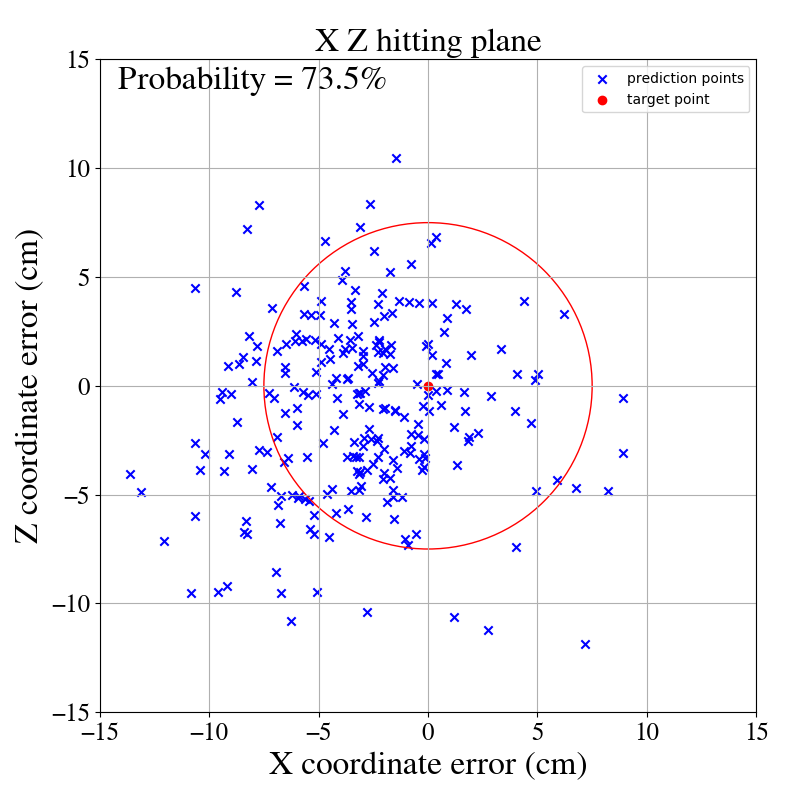 X Z hitting plane
Probability = 73.5%
prediction points
target point
15
10
5
0
−5
−10
−15
Z coordinate error (cm)
−15
−10
−5
0
5
10
15
X coordinate error (cm)